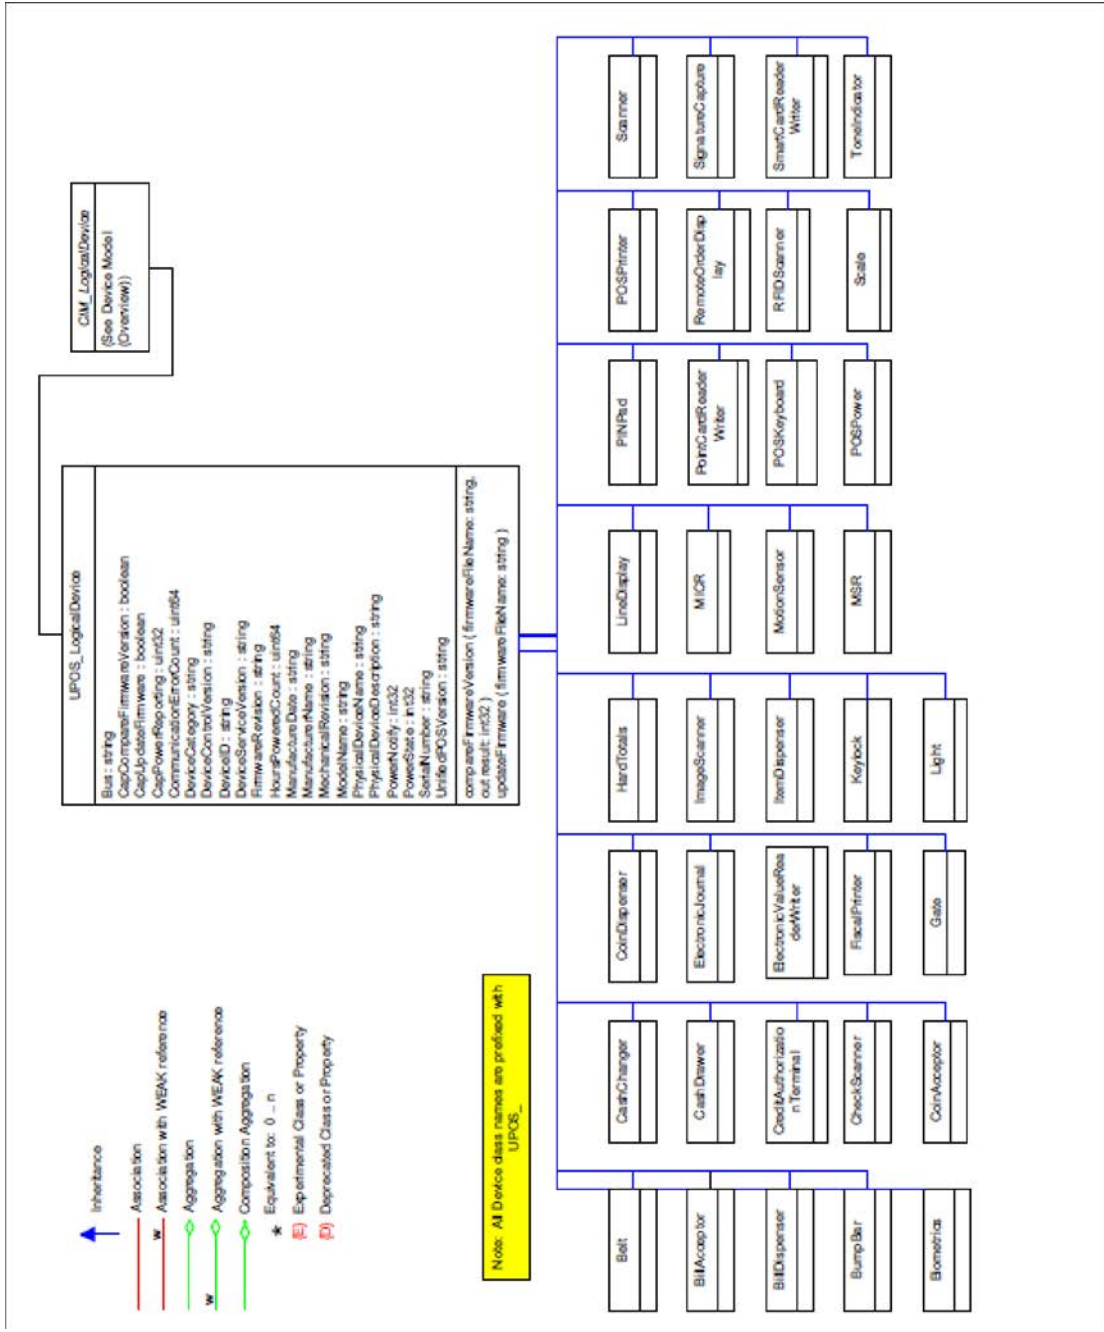 Inheritance
Association
w
Association with WEAK reference
Aggregation
w
Aggregation with WEAK reference
Composition Aggregation
* Equivalent to: 0 .. n
(E) Experimental Class or Property
(D) Deprecated Class or Property
CIM_LogicalDevice
(See Device Model
(Overview))
UPOS_LogicalDevice
Bus : string
CapCompareFirmwareVersion : boolean
CapUpdateFirmware : boolean
CapPowerReporting : uint32
CommunicationErrorCount : uint64
DeviceCategory : string
DeviceControlVersion : string
DeviceID : string
DeviceServiceVersion : string
FirmwareRevision : string
HoursPoweredCount : uint64
ManufactureDate : string
ManufacturerName : string
MechanicalRevision : string
ModelName : string
PhysicalDeviceName : string
PhysicalDeviceDescription : string
PowerNotify : int32
PowerState : int32
SerialNumber : string
UnifiedPOSVersion : string
compareFirmwareVersion ( firmwareFileName: string,
out result: int32 )
updateFirmware ( firmwareFileName: string )
Note: All Device class names are prefixed with
UPOS_
Belt
CashChanger
CoinDispenser
HardTotals
LineDisplay
PINPad
POSPrinter
Scanner
BillAcceptor
CashDrawer
ElectronicJournal
ImageScanner
MICR
PointCardReader
Writer
RemoteOrderDisp
lay
SignatureCapture
BillDispenser
CreditAuthorizatio
n Terminal
ElectronicValueRea
derWriter
ItemDispenser
MotionSensor
POSKeyboard
RFIDScanner
SmartCardReader
Writer
BumpBar
CheckScanner
FiscalPrinter
Keylock
MSR
POSPower
Scale
ToneIndicator
Biometrics
CoinAcceptor
Gate
Light